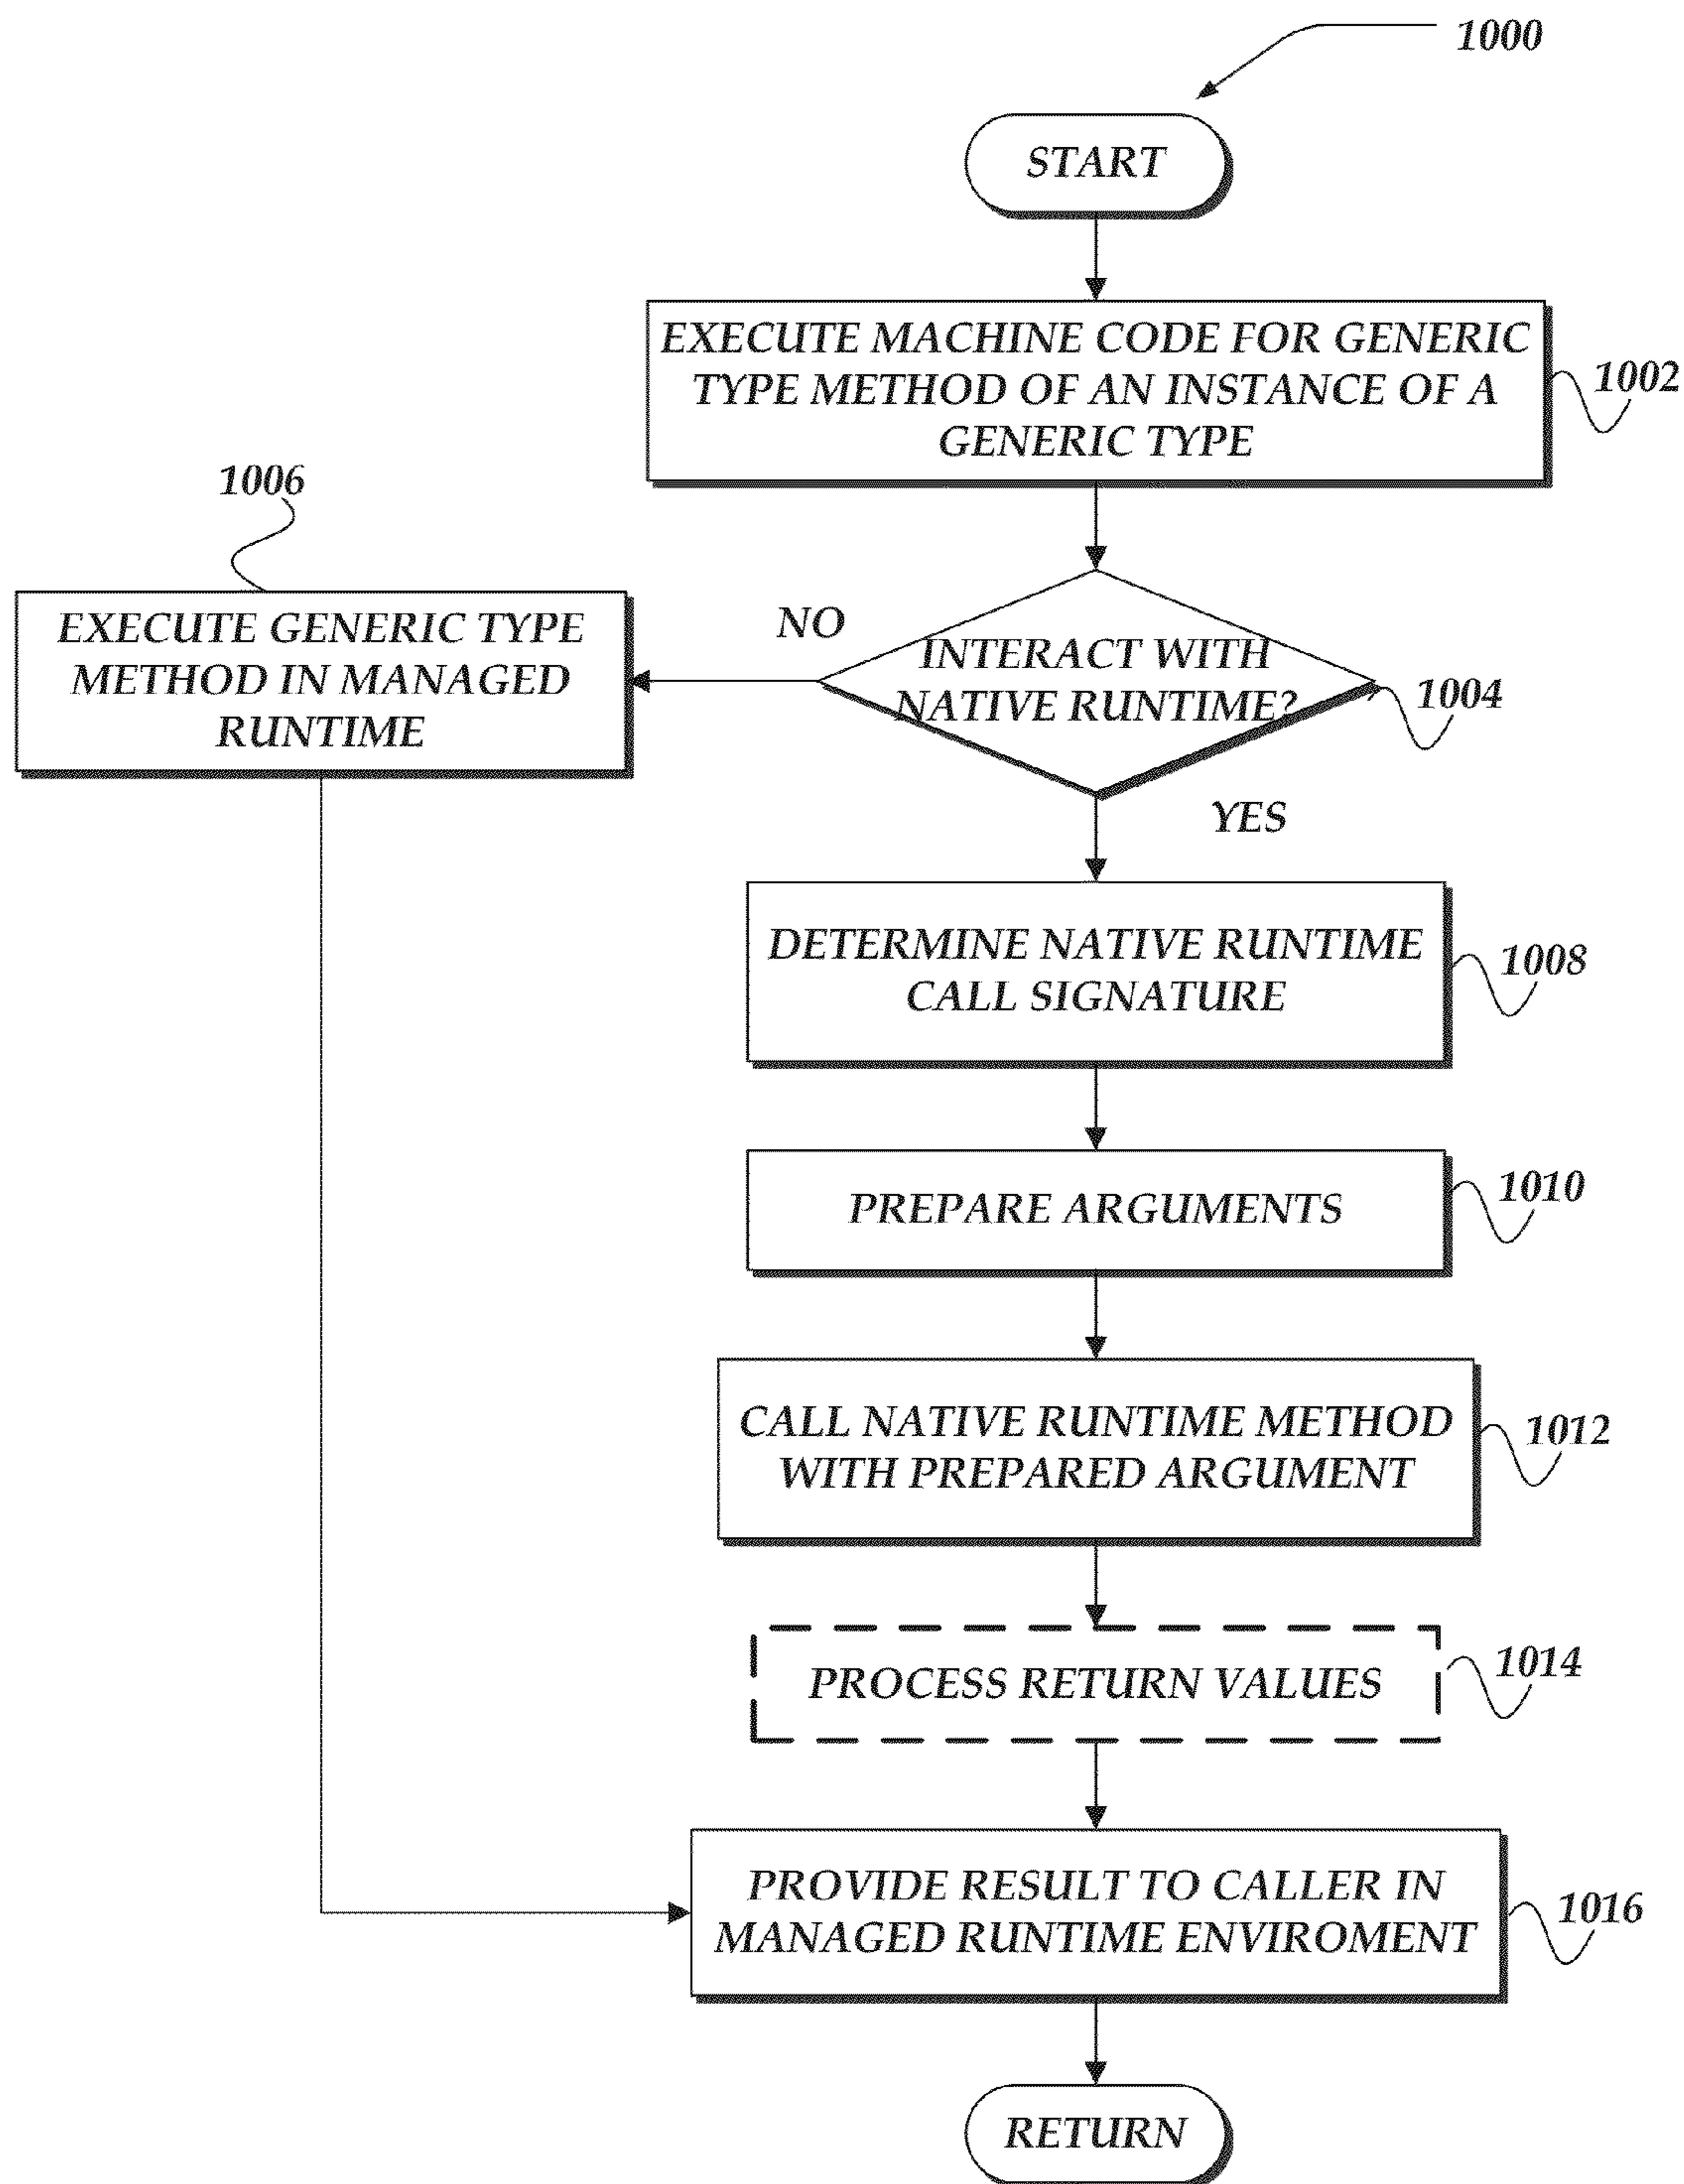 1000
START
EXECUTE MACHINE CODE FOR GENERIC
TYPE METHOD OF AN INSTANCE OF A
GENERIC TYPE
1002
1006
EXECUTE GENERIC TYPE
METHOD IN MANAGED
RUNTIME
NO
INTERACT WITH
NATIVE RUNTIME?
1004
YES
DETERMINE NATIVE RUNTIME
CALL SIGNATURE
1008
PREPARE ARGUMENTS
1010
CALL NATIVE RUNTIME METHOD
WITH PREPARED ARGUMENT
1012
PROCESS RETURN VALUES
1014
PROVIDE RESULT TO CALLER IN
MANAGED RUNTIME ENVIROMENT
1016
RETURN